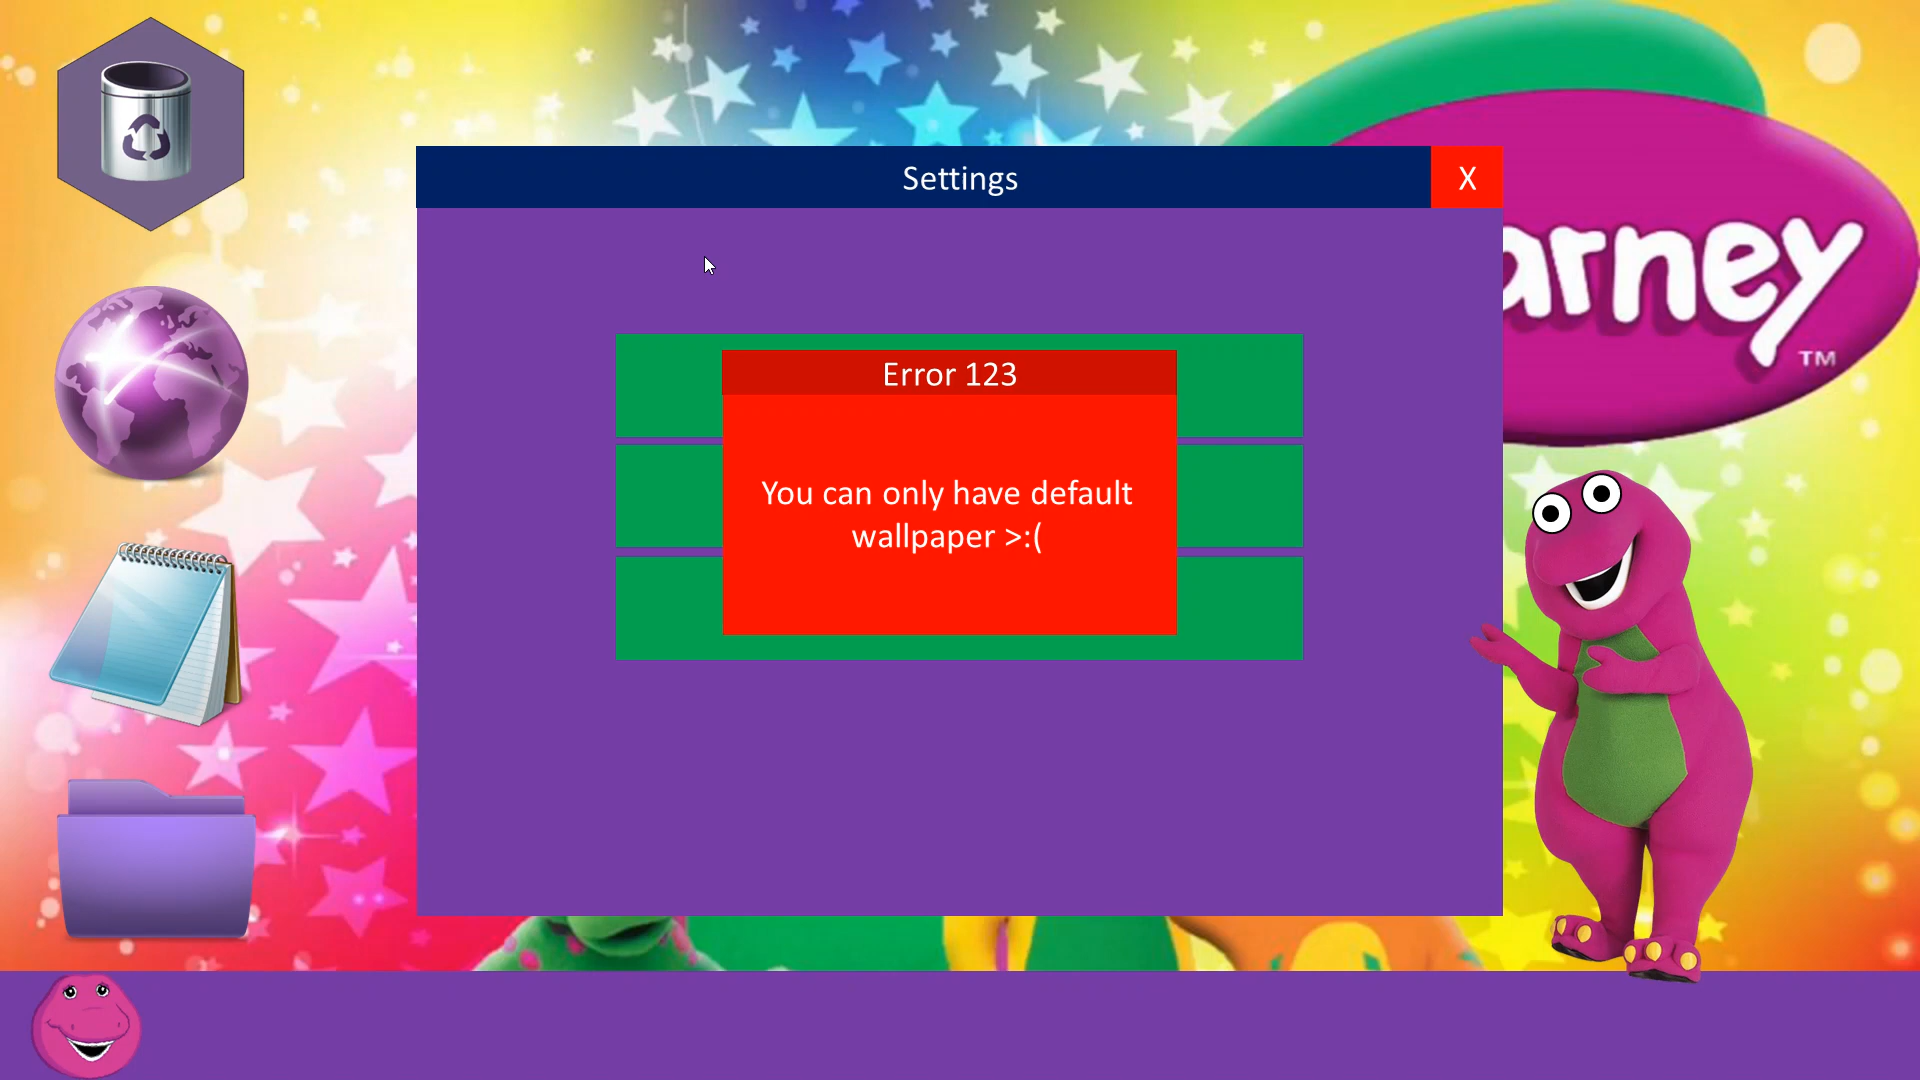 Settings
X
arney
TM
Error 123
You can only have default
wallpaper >:(